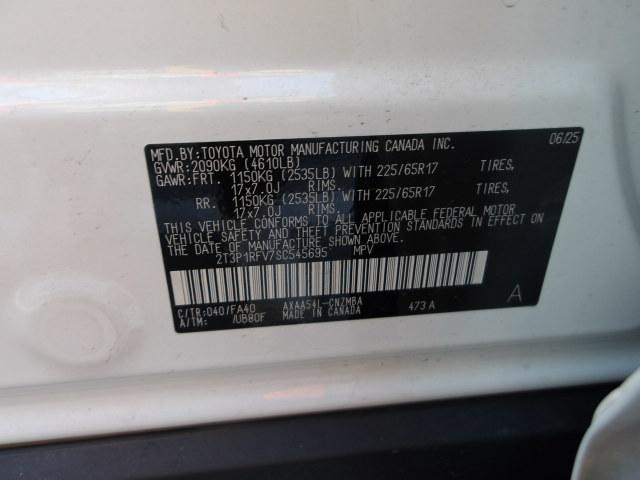 MFD.BY:TOYOTA MOTOR MANUFACTURING CANADA INC. 06/25
GVWR:2090KG (4610LB)
GAWR:FRT. 1150KG (2535LB) WITH 225/65R17 TIRES.
17x7.0J RIMS.
RR. 1150KG (2535LB) WITH 225/65R17 TIRES.
17x7.0J RIMS.
THIS VEHICLE CONFORMS TO ALL APPLICABLE FEDERAL MOTOR
VEHICLE SAFETY AND THEFT PREVENTION STANDARDS IN EFFECT ON
THE DATE OF MANUFACTURE SHOWN ABOVE.
2T3P1RFV7SC545695 MPV
C/TR:040/FA40 AXAA54L-CNZMBA 473 A A
A/TM: /UB80F MADE IN CANADA